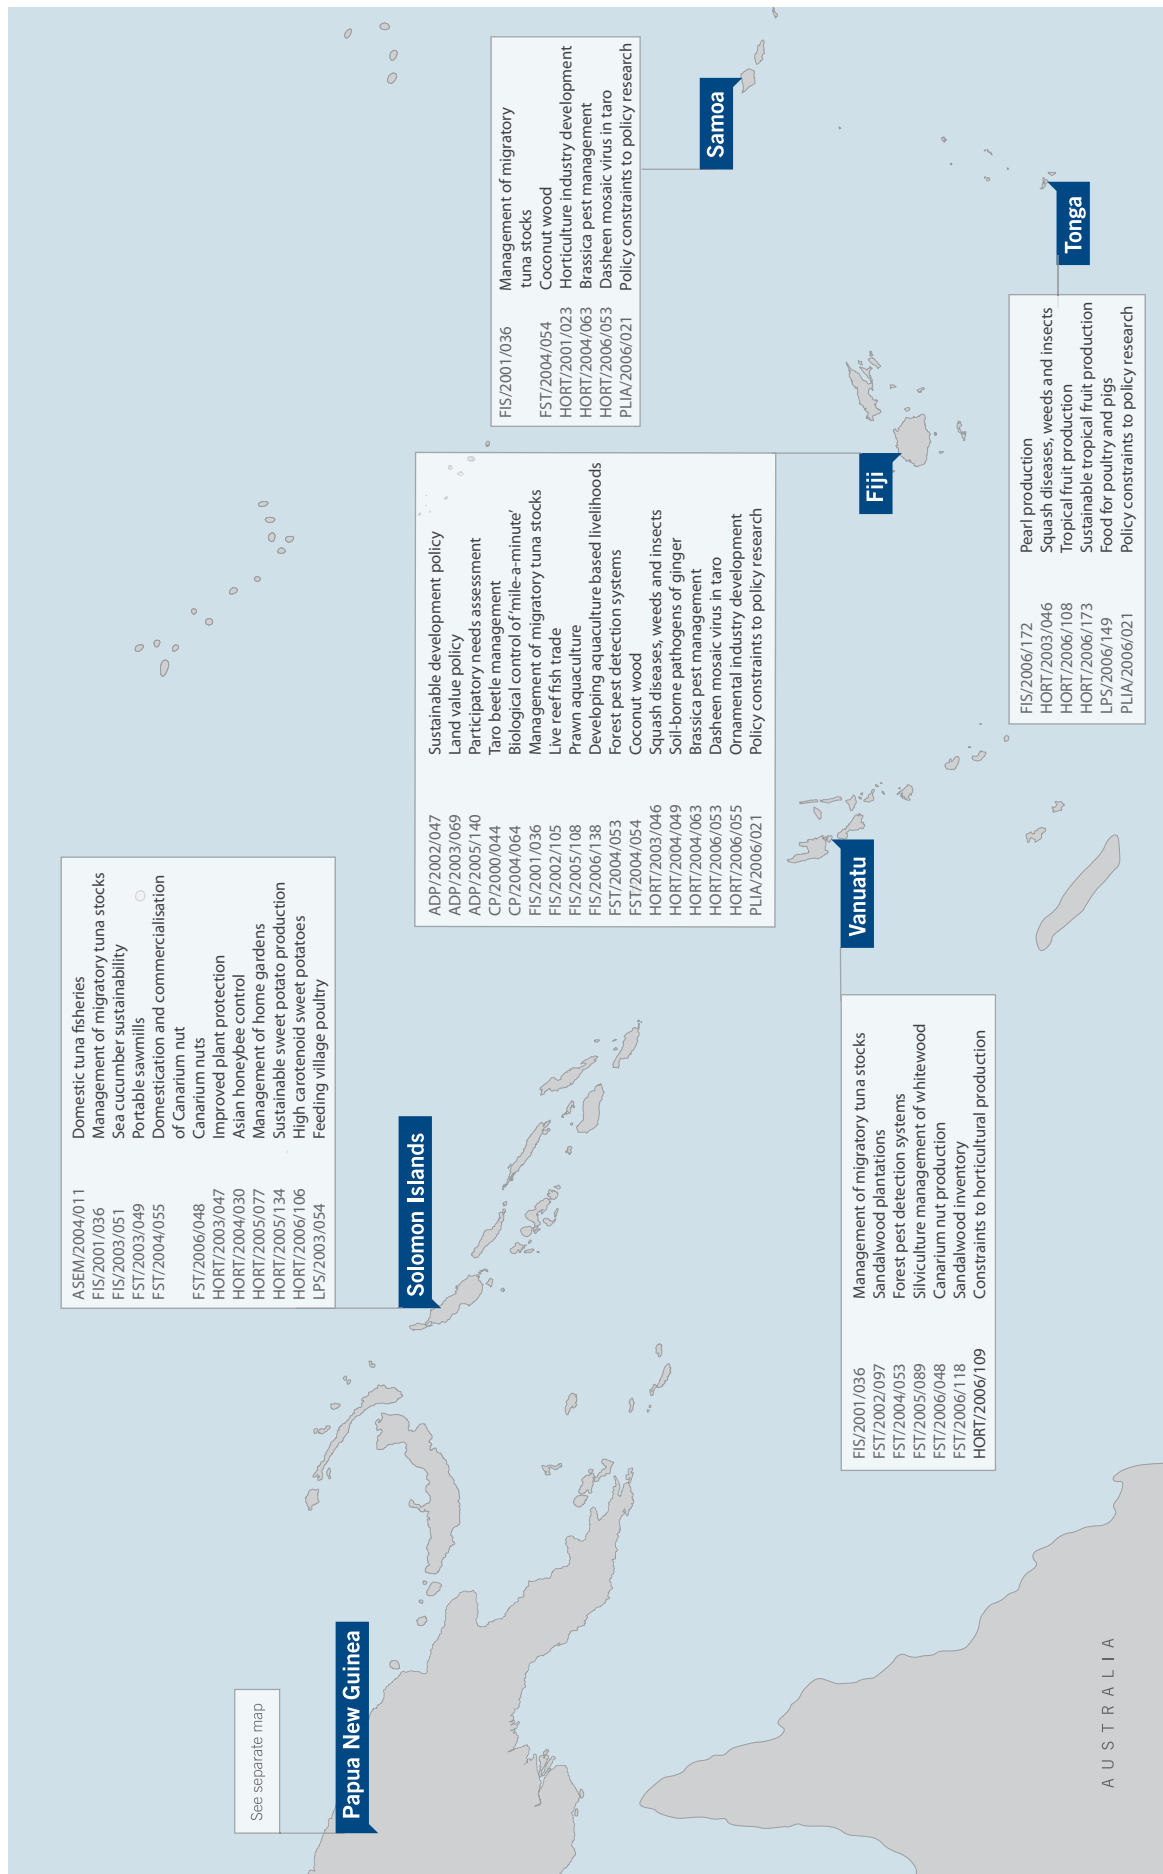 Papua New Guinea
See separate map
Solomon Islands
ASEM/2004/011 Domestic tuna fisheries
FIS/2001/036 Management of migratory tuna stocks
FIS/2003/051 Sea cucumber sustainability
FST/2003/049 Portable sawmills
FST/2004/055 Domestication and commercialisation
of Canarium nut
FST/2006/048 Canarium nuts
HORT/2003/047 Improved plant protection
HORT/2004/030 Asian honeybee control
HORT/2005/077 Management of home gardens
HORT/2005/134 Sustainable sweet potato production
HORT/2006/106 High carotenoid sweet potatoes
LPS/2003/054 Feeding village poultry
Fiji
ADP/2002/047 Sustainable development policy
ADP/2003/069 Land value policy
ADP/2005/140 Participatory needs assessment
CP/2000/044 Taro beetle management
CP/2004/064 Biological control of ‘mile-a-minute’
FIS/2001/036 Management of migratory tuna stocks
FIS/2002/105 Live reef fish trade
FIS/2005/108 Prawn aquaculture
FIS/2006/138 Developing aquaculture based livelihoods
FST/2004/053 Forest pest detection systems
FST/2004/054 Coconut wood
HORT/2003/046 Squash diseases, weeds and insects
HORT/2004/049 Soil-borne pathogens of ginger
HORT/2004/063 Brassica pest management
HORT/2006/053 Dasheen mosaic virus in taro
HORT/2006/055 Ornamental industry development
PLIA/2006/021 Policy constraints to policy research
Samoa
FIS/2001/036 Management of migratory
tuna stocks
FST/2004/054 Coconut wood
HORT/2001/023 Horticulture industry development
HORT/2004/063 Brassica pest management
HORT/2006/053 Dasheen mosaic virus in taro
PLIA/2006/021 Policy constraints to policy research
Vanuatu
FIS/2001/036 Management of migratory tuna stocks
FST/2002/097 Sandalwood plantations
FST/2004/053 Forest pest detection systems
FST/2005/089 Silviculture management of whitewood
FST/2006/048 Canarium nut production
FST/2006/118 Sandalwood inventory
HORT/2006/109 Constraints to horticultural production
Tonga
FIS/2006/172 Pearl production
HORT/2003/046 Squash diseases, weeds and insects
HORT/2006/108 Tropical fruit production
HORT/2006/173 Sustainable tropical fruit production
LPS/2006/149 Food for poultry and pigs
PLIA/2006/021 Policy constraints to policy research
AUSTRALIA